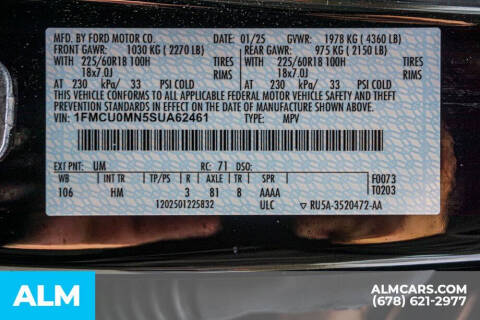 MFD. BY FORD MOTOR CO. DATE: 01/25 GVWR: 1978 KG ( 4360 LB)
FRONT GAWR: 1030 KG ( 2270 LB) REAR GAWR: 975 KG ( 2150 LB)
WITH 225/60R18 100H TIRES WITH 225/60R18 100H TIRES
18x7.0J RIMS 18x7.0J RIMS
AT 230 kPa/ 33 PSI COLD AT 230 kPa/ 33 PSI COLD
THIS VEHICLE CONFORMS TO ALL APPLICABLE FEDERAL MOTOR VEHICLE SAFETY AND THEFT PREVENTION STANDARDS IN EFFECT ON THE DATE OF MANUFACTURE SHOWN ABOVE.
VIN: 1FMCU0MN5SUA62461 TYPE: MPV
EXT PNT: UM RC: 71 DSO: F0073
WB INT TR TP/PS R AXLE TR SPR T0203
106 HM 3 81 8 AAAA
1202501225832 ULC ▽ RU5A-3520472-AA
ALM
ALMCARS.COM
(678) 621-2977